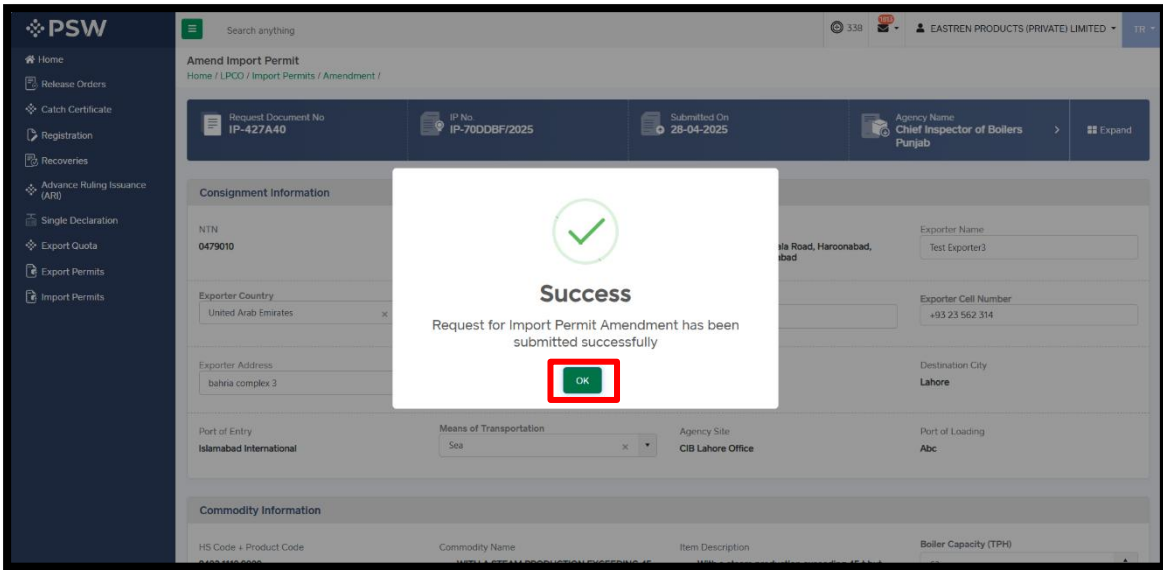 PSW
Search anything
338
EASTREN PRODUCTS (PRIVATE) LIMITED
TR
Home
Release Orders
Catch Certificate
Registration
Recoveries
Advance Ruling Issuance
(ARI)
Single Declaration
Export Quota
Export Permits
Import Permits
Amend Import Permit
Home / LPCO / Import Permits / Amendment /
Request Document No
IP-427A40
IP No.
IP-70DDBF/2025
Submitted On
28-04-2025
Agency Name
Chief Inspector of Boilers
Punjab
Expand
Consignment Information
NTN
0479010
Road, Haroonabad,
Exporter Name
Test Exporter3
Exporter Country
United Arab Emirates
Exporter Cell Number
+93 23 562 314
Success
Request for Import Permit Amendment has been
submitted successfully
OK
Exporter Address
bahria complex 3
Destination City
Lahore
Port of Entry
Islamabad International
Means of Transportation
Sea
Agency Site
CIB Lahore Office
Port of Loading
Abc
Commodity Information
HS Code + Product Code
Commodity Name
Item Description
Boiler Capacity (TPH)